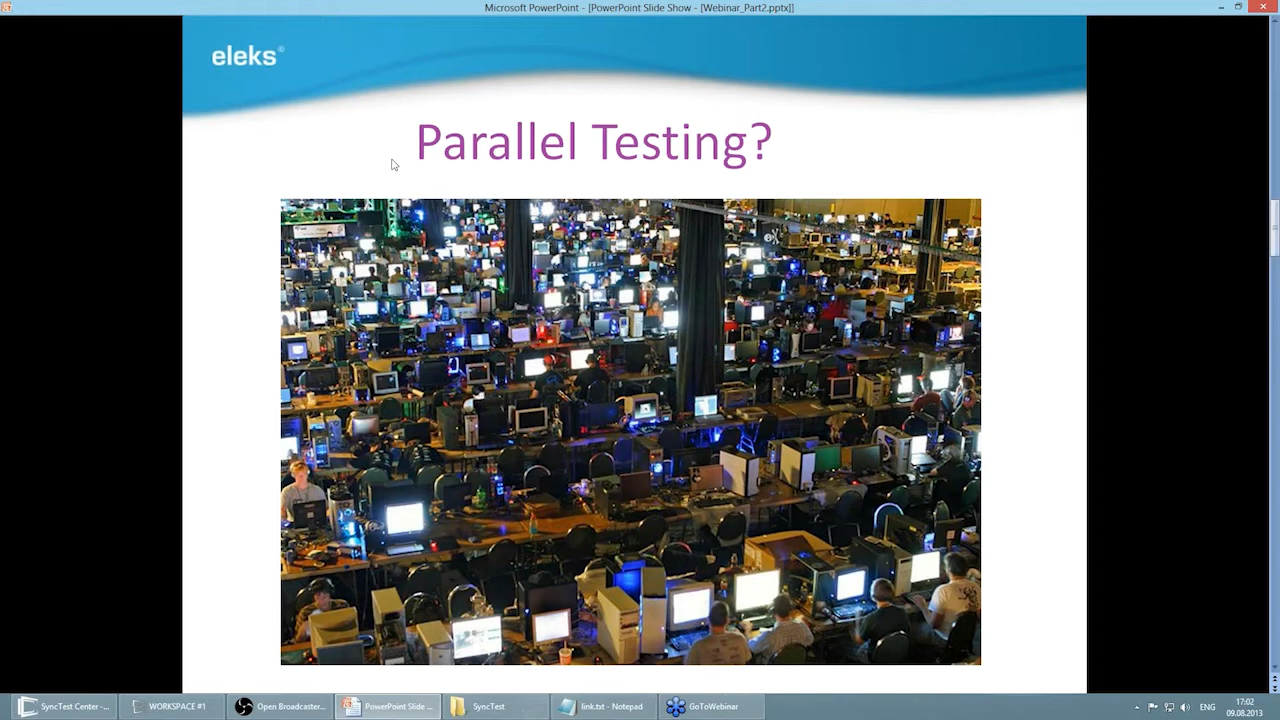 Microsoft PowerPoint - [PowerPoint Slide Show - [Webinar_Part2.pptx]]
eleks®
Parallel Testing?
SyncTest Center -...
WORKSPACE #1
Open Broadcaster...
PowerPoint Slide ...
SyncTest
link.txt - Notepad
GoToWebinar
ENG
17:02
09.08.2013